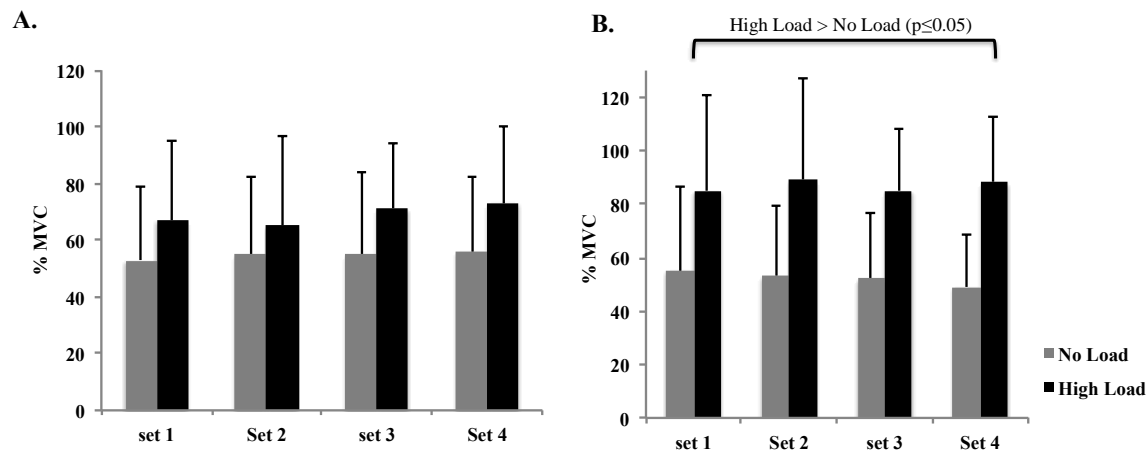 A.
120
100
80
60
40
20
0
% MVC
set 1 Set 2 set 3 Set 4
B.
High Load > No Load (p≤0.05)
120
100
80
60
40
20
0
% MVC
set 1 Set 2 set 3 Set 4
No Load
High Load